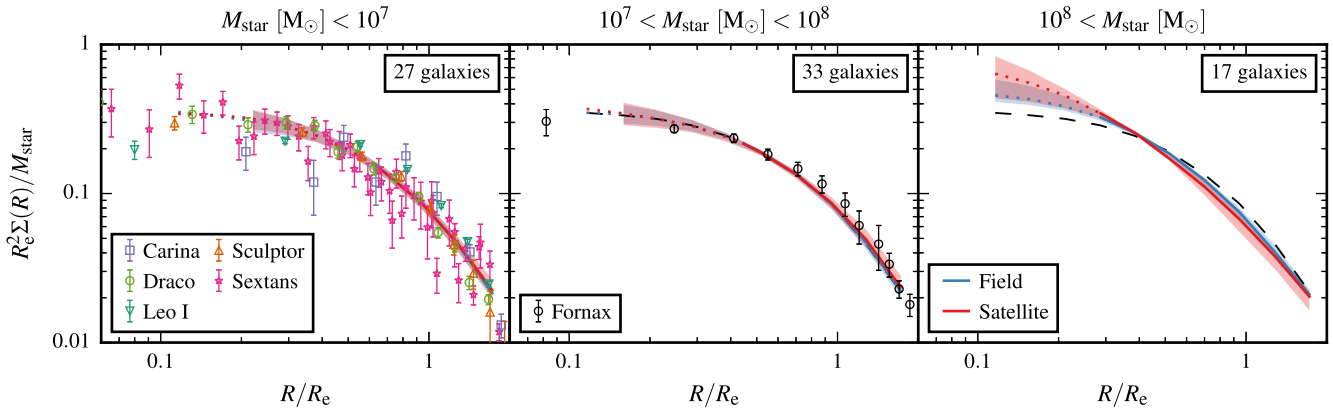 M_star [M_⊙] < 10^7
10^7 < M_star [M_⊙] < 10^8
10^8 < M_star [M_⊙]
27 galaxies
33 galaxies
17 galaxies
R_e^2 Σ(R)/M_star
1
0.1
0.01
Carina
Sculptor
Draco
Sextans
Leo I
Fornax
Field
Satellite
0.1 1
0.1 1
0.1 1
R/R_e
R/R_e
R/R_e